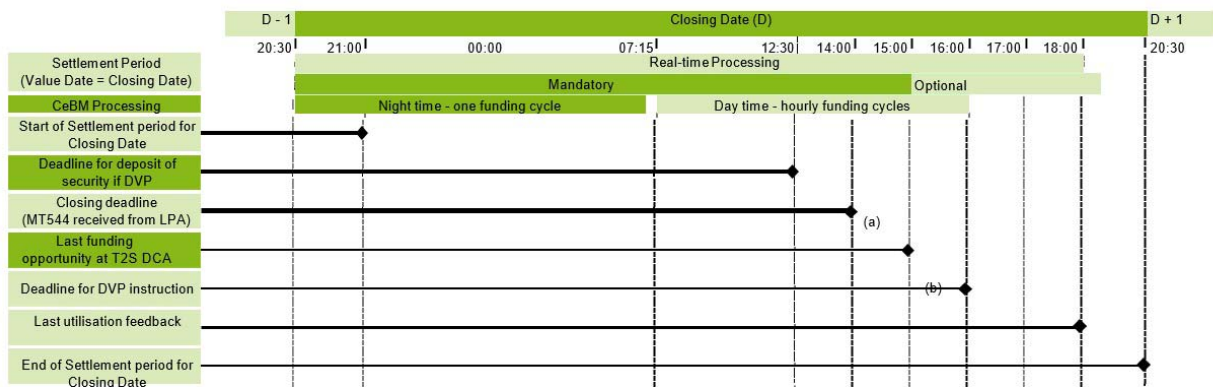 D - 1
Closing Date (D)
D + 1
20:30 21:00 00:00 07:15 12:30 14:00 15:00 16:00 17:00 18:00 20:30
Settlement Period
(Value Date = Closing Date)
Real-time Processing
Mandatory
Optional
CeBM Processing
Night time - one funding cycle
Day time - hourly funding cycles
Start of Settlement period for
Closing Date
Deadline for deposit of
security if DVP
Closing deadline
(MT544 received from LPA)
(a)
Last funding
opportunity at T2S DCA
Deadline for DVP instruction
(b)
Last utilisation feedback
End of Settlement period for
Closing Date